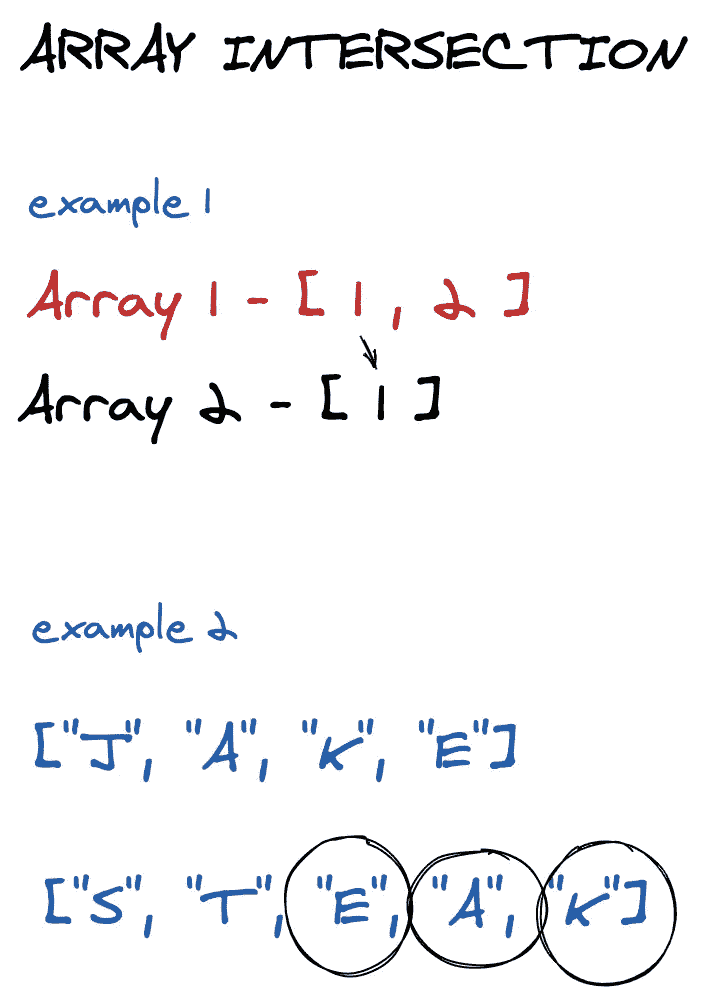 ARRAY INTERSECTION
example 1
Array 1 - [ 1 , 2 ]
Array 2 - [ 1 ]
example 2
["J", "A", "K", "E"]
["S", "T", "E", "A", "K"]